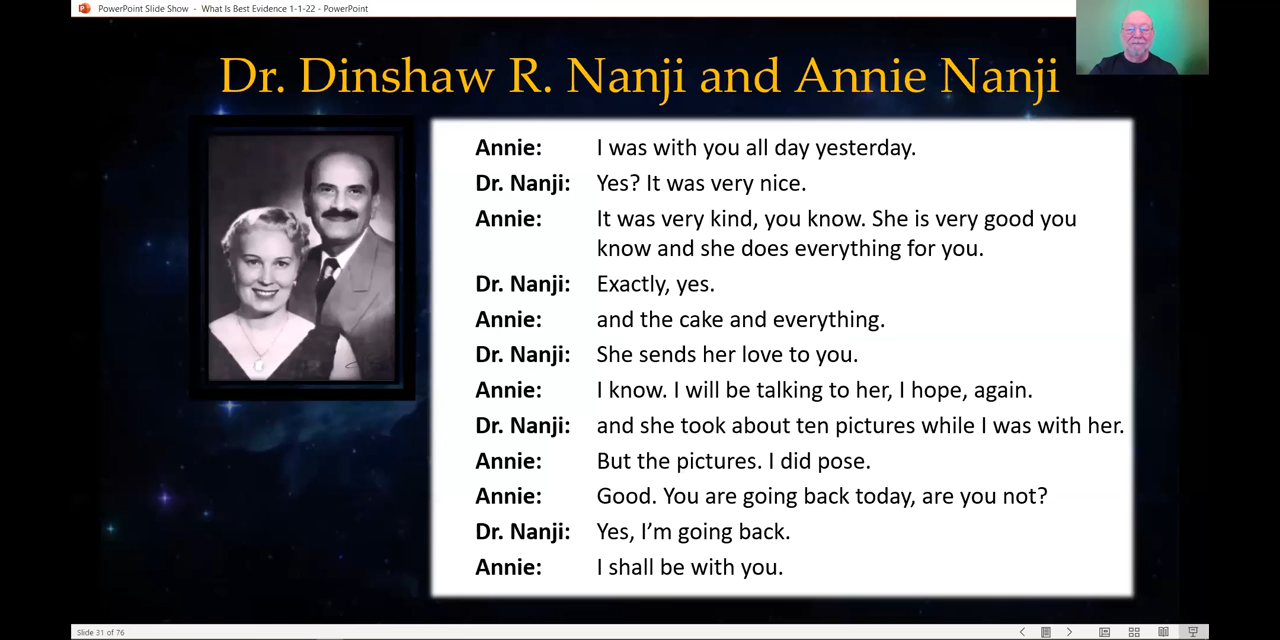 PowerPoint Slide Show - What Is Best Evidence 1-1-22 - PowerPoint
Dr. Dinshaw R. Nanji and Annie Nanji
Annie: I was with you all day yesterday.
Dr. Nanji: Yes? It was very nice.
Annie: It was very kind, you know. She is very good you
know and she does everything for you.
Dr. Nanji: Exactly, yes.
Annie: and the cake and everything.
Dr. Nanji: She sends her love to you.
Annie: I know. I will be talking to her, I hope, again.
Dr. Nanji: and she took about ten pictures while I was with her.
Annie: But the pictures. I did pose.
Annie: Good. You are going back today, are you not?
Dr. Nanji: Yes, I’m going back.
Annie: I shall be with you.
Slide 31 of 76